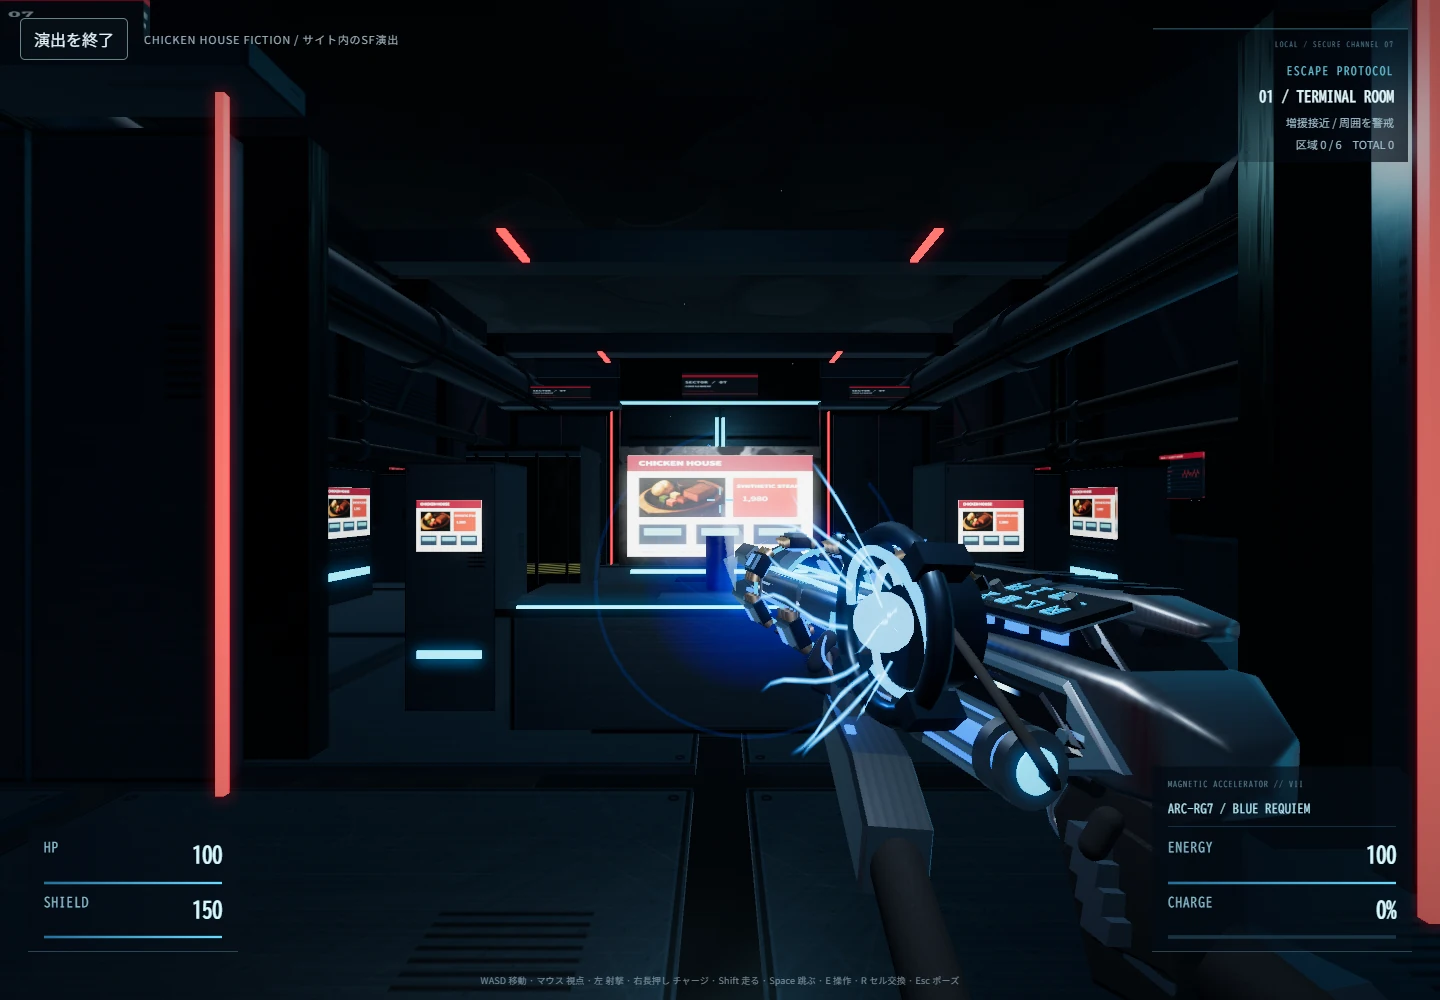 07
演出を終了
CHICKEN HOUSE FICTION / サイト内のSF演出
LOCAL / SECURE CHANNEL 07
ESCAPE PROTOCOL
01 / TERMINAL ROOM
増援接近 / 周囲を警戒
区域 0 / 6 TOTAL 0
SECTOR / 07
CHICKEN HOUSE
1,980
HP
100
SHIELD
150
MAGNETIC ACCELERATOR // VII
ARC-RG7 / BLUE REQUIEM
ENERGY
100
CHARGE
0%
WASD 移動・マウス 視点・左 射撃・右長押し チャージ・Shift 走る・Space 跳ぶ・E 操作・R セル交換・Esc ポーズ